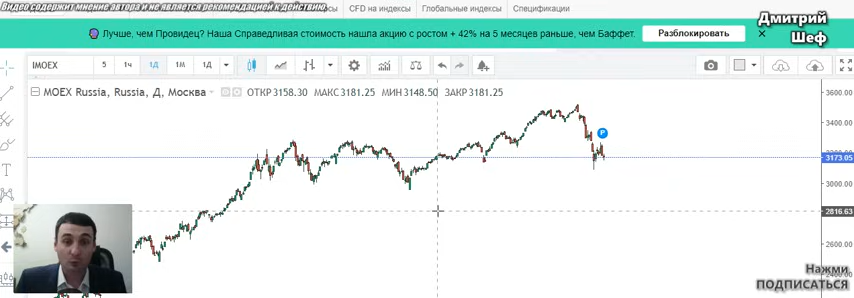 Видео содержит мнение автора и не является рекомендацией к действию.
CFD на индексы
Глобальные индексы
Спецификации
Дмитрий
Шеф
Лучше, чем Провидец? Наша Справедливая стоимость нашла акцию с ростом + 42% на 5 месяцев раньше, чем Баффет.
Разблокировать
IMOEX
5
1ч
1Д
1М
1Д
MOEX Russia, Russia, Д, Москва
ОТКР 3158.30 МАКС 3181.25 МИН 3148.50 ЗАКР 3181.25
3600.00
3400.00
3173.05
3000.00
2816.63
Нажми
ПОДПИСАТЬСЯ